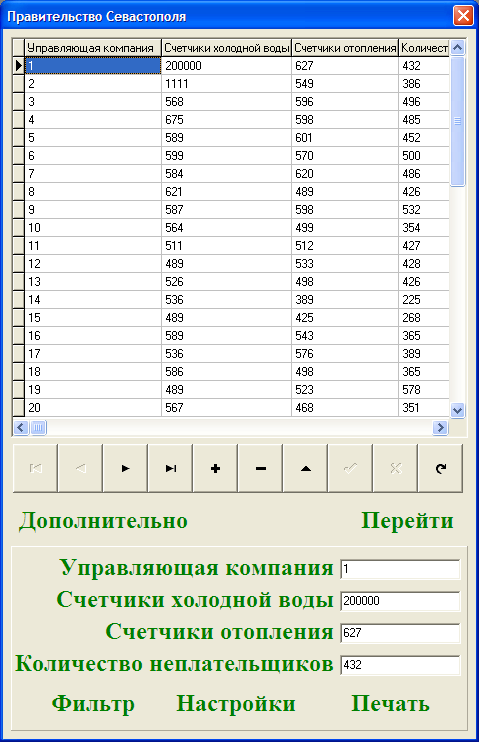 Правительство Севастополя
Управляющая компания Счетчики холодной воды Счетчики отопления Количест
1 200000 627 432
2 1111 549 386
3 568 596 496
4 675 598 485
5 589 601 452
6 599 570 500
7 584 620 486
8 621 489 426
9 587 598 532
10 564 499 354
11 511 512 427
12 489 533 428
13 526 498 426
14 536 389 225
15 489 425 268
16 589 543 365
17 536 576 389
18 586 498 365
19 489 523 578
20 567 468 351
Дополнительно Перейти
Управляющая компания 1
Счетчики холодной воды 200000
Счетчики отопления 627
Количество неплательщиков 432
Фильтр Настройки Печать